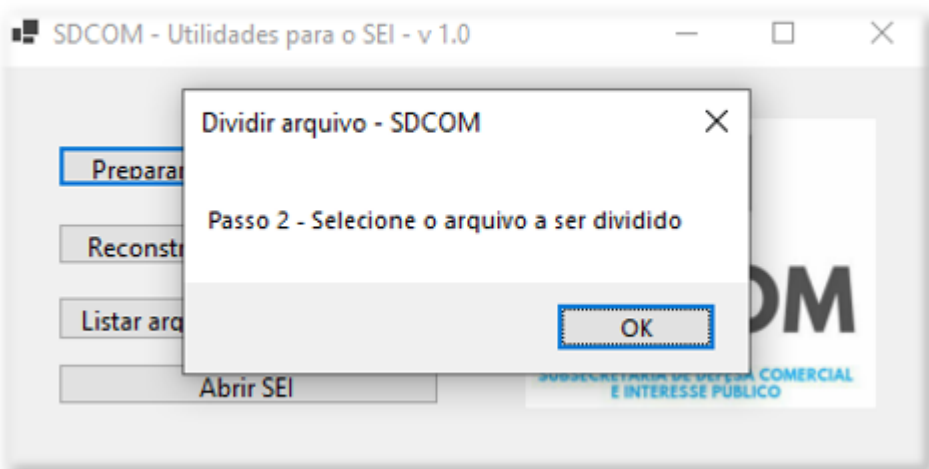 SDCOM - Utilidades para o SEI - v 1.0
Dividir arquivo - SDCOM
Passo 2 - Selecione o arquivo a ser dividido
OK
Preparar
Reconstr
Listar arq
Abrir SEI
OM
SUBSECRETARIA DE DEFESA COMERCIAL
E INTERESSE PÚBLICO